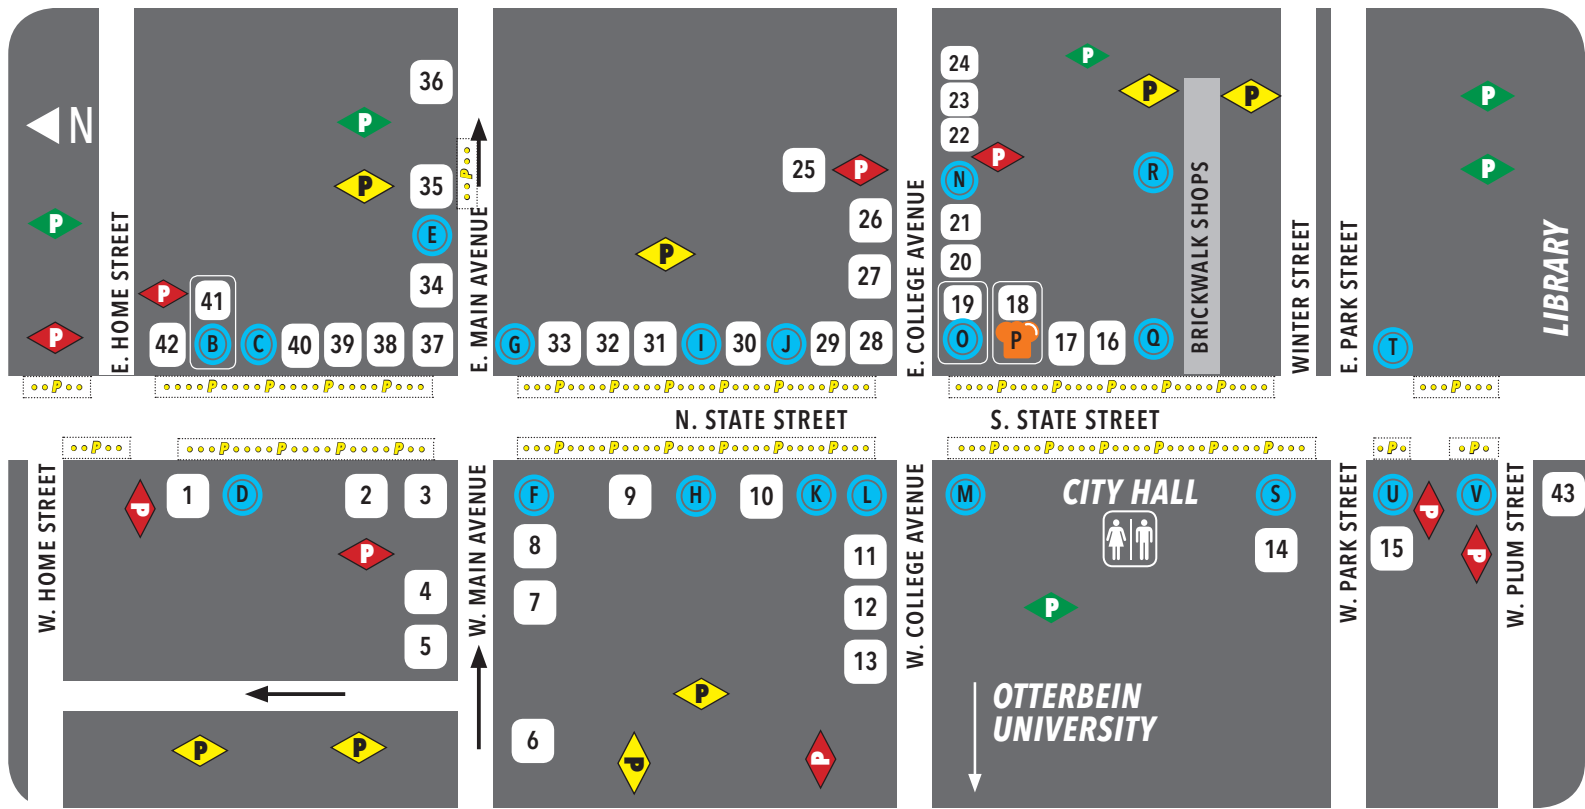 24
36
P
P
P
23
P
P
N
P
22
25
P
P
P
P
35
P
N
R
P
P
26
21
E
P
20
27
34
P
41
19
18
P
42
B
C
40
39
38
37
G
33
32
31
I
30
J
29
28
O
P
17
16
Q
T
E. HOME STREET
E. MAIN AVENUE
E. COLLEGE AVENUE
BRICKWALK SHOPS
WINTER STREET
E. PARK STREET
LIBRARY
P
P P P P
P P P P P P
P P P P P P
P
N. STATE STREET
S. STATE STREET
P
P P P P
P P P P P P
P P P P P P
P
P
1
D
2
3
F
9
H
10
K
L
M
CITY HALL
S
U
V
43
P
P
8
11
14
15
P
P
4
7
12
P
5
13
W. HOME STREET
W. MAIN AVENUE
W. COLLEGE AVENUE
W. PARK STREET
W. PLUM STREET
P
OTTERBEIN
UNIVERSITY
6
P
P
P
P